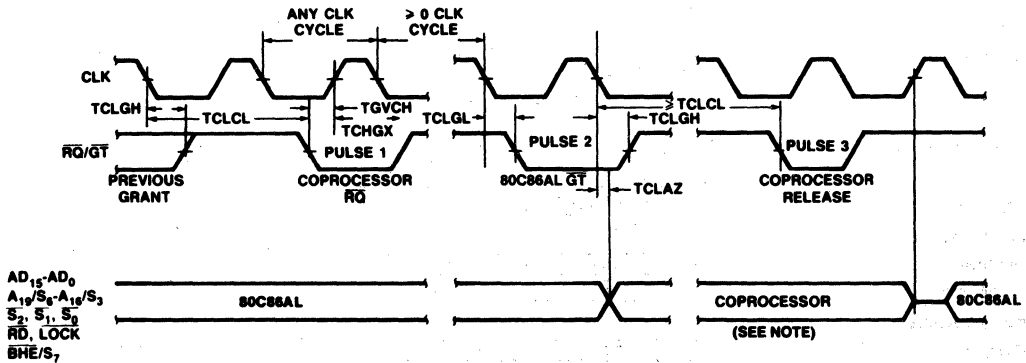 ANY CLK
CYCLE
≥ 0 CLK
CYCLE
CLK
TCLGH
TCLCL
TGVCH
TCHGX
TCLGL
≥ TCLCL
TCLGH
RQ/GT
PULSE 1
PULSE 2
PULSE 3
PREVIOUS
GRANT
COPROCESSOR
RQ
80C86AL GT
TCLAZ
COPROCESSOR
RELEASE
AD15-AD0
A19/S6-A16/S3
S2, S1, S0
RD, LOCK
BHE/S7
80C86AL
COPROCESSOR
(SEE NOTE)
80C86AL